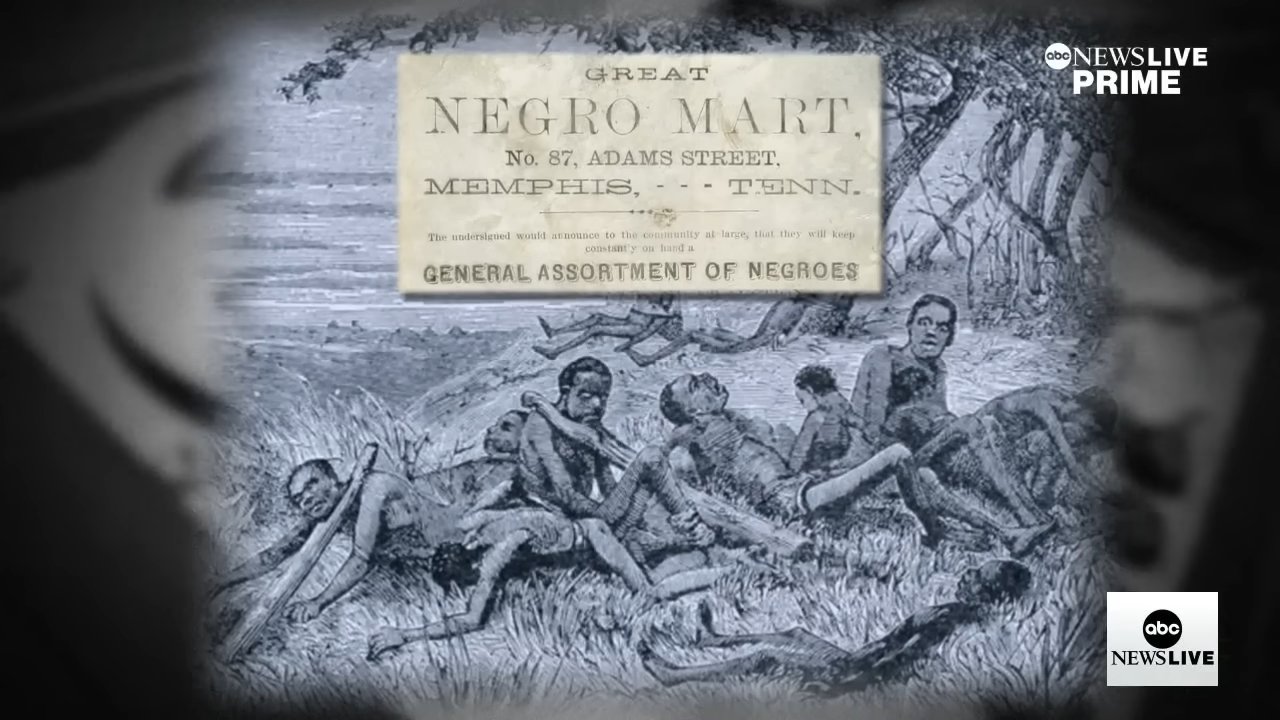 abc NEWS LIVE
PRIME
GREAT
NEGRO MART,
No. 87, ADAMS STREET,
MEMPHIS, - - - TENN.
The undersigned would announce to the community at large, that they will keep
constantly on hand a
GENERAL ASSORTMENT OF NEGROES
abc
NEWS LIVE